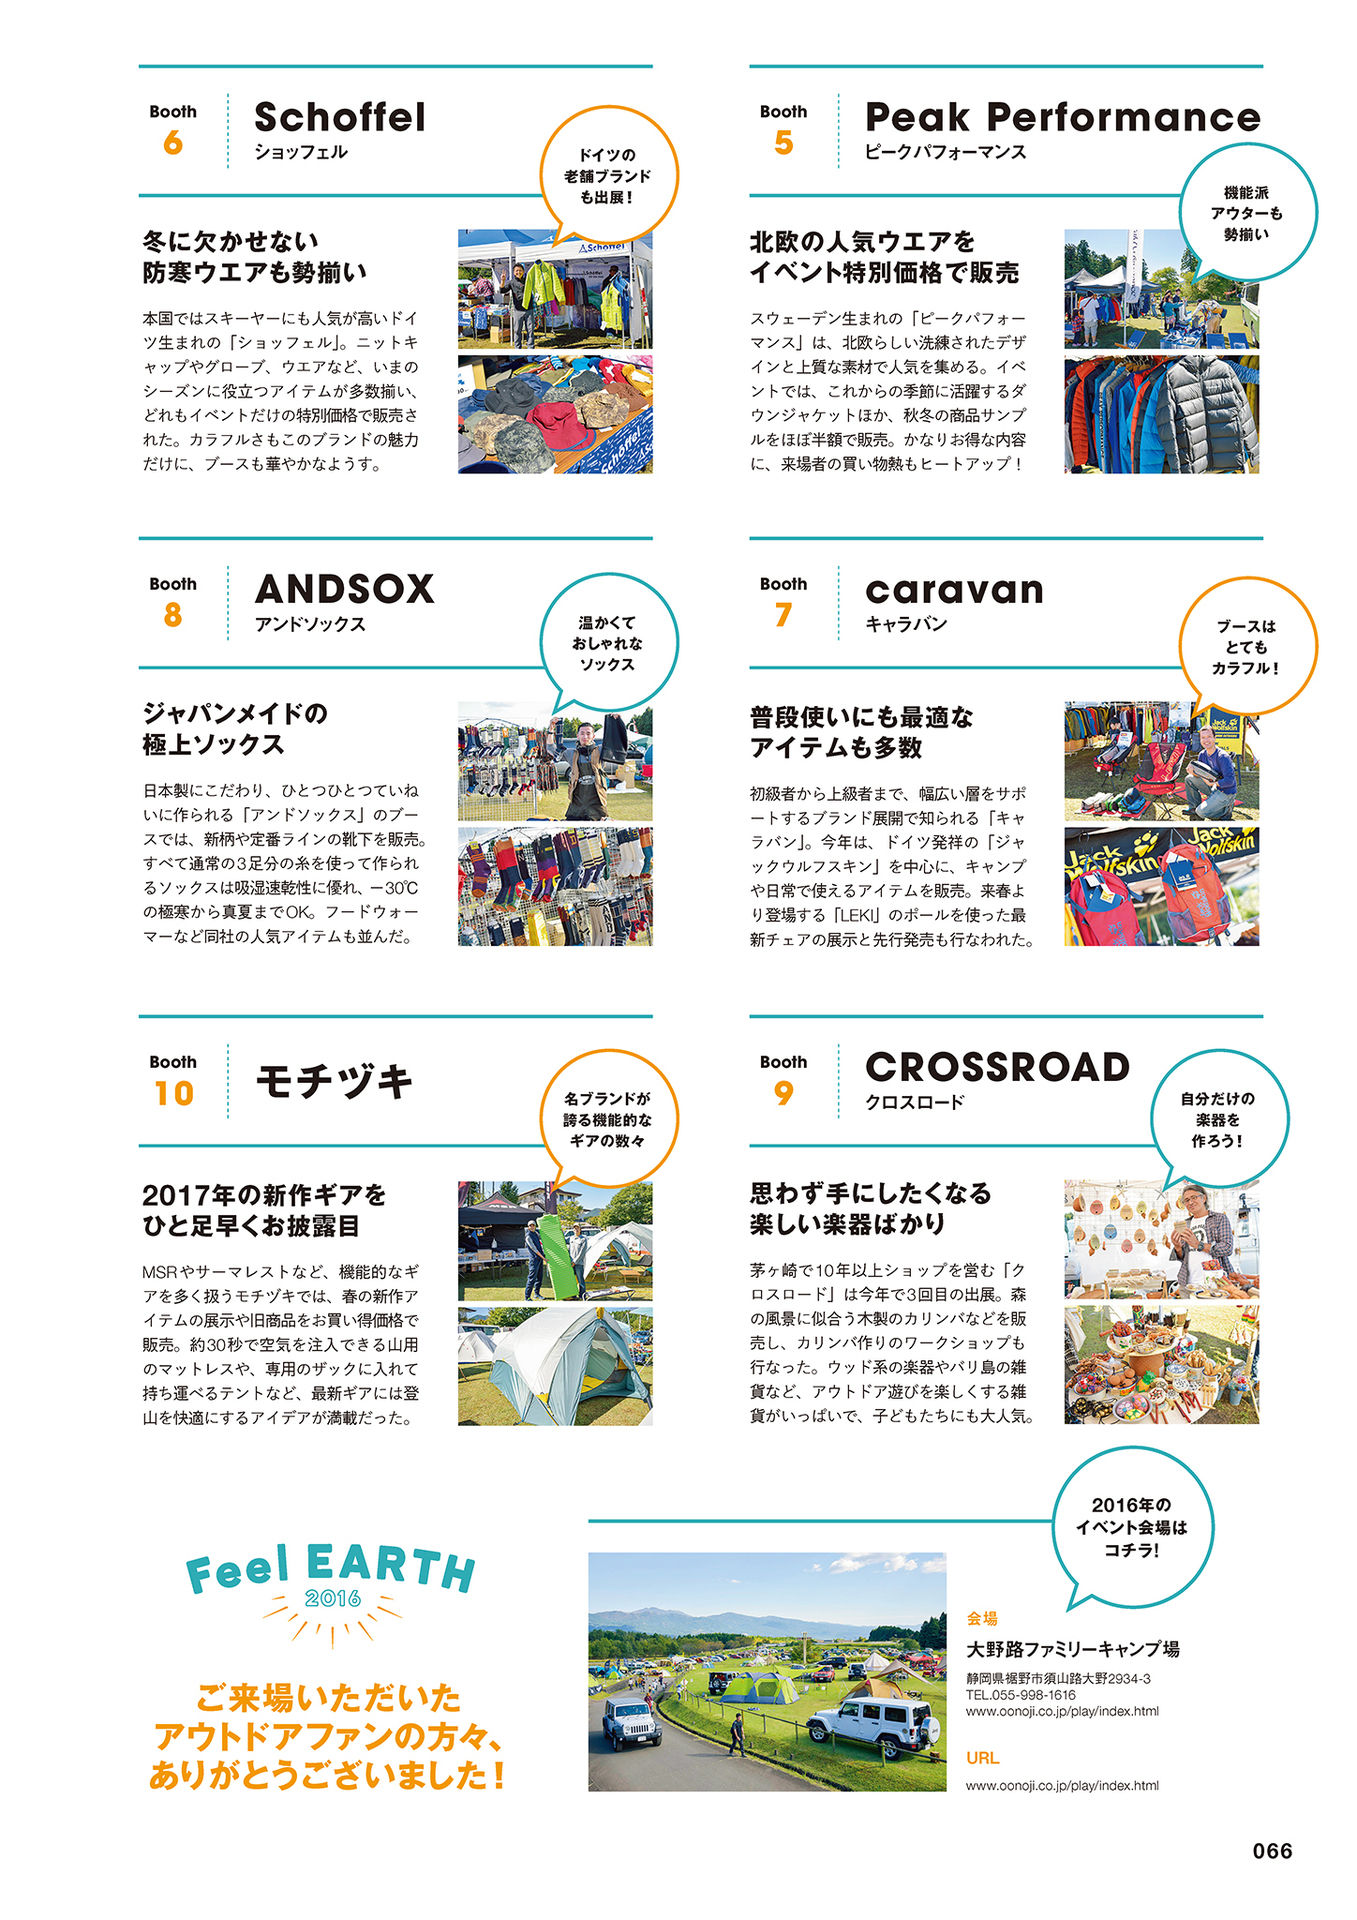 Booth
5
Peak Performance
ピークパフォーマンス
機能派
アウターも
勢揃い
北欧の人気ウエアを
イベント特別価格で販売
スウェーデン生まれの「ピークパフォー
マンス」は、北欧らしい洗練されたデザ
インと上質な素材で人気を集める。イベ
ントでは、これからの季節に活躍するダ
ウンジャケットほか、秋冬の商品サンプ
ルをほぼ半額で販売。かなりお得な内容
に、来場者の買い物熱もヒートアップ！
Booth
6
Schoffel
ショッフェル
ドイツの
老舗ブランド
も出展！
冬に欠かせない
防寒ウエアも勢揃い
本国ではスキーヤーにも人気が高いドイ
ツ生まれの「ショッフェル」。ニットキ
ャップやグローブ、ウエアなど、いまの
シーズンに役立つアイテムが多数揃い、
どれもイベントだけの特別価格で販売さ
れた。カラフルさもこのブランドの魅力
だけに、ブースも華やかなようす。
Schöffel
Schöffel
Booth
7
caravan
キャラバン
ブースは
とても
カラフル！
普段使いにも最適な
アイテムも多数
初級者から上級者まで、幅広い層をサポ
ートするブランド展開で知られる「キャ
ラバン」。今年は、ドイツ発祥の「ジャ
ックウルフスキン」を中心に、キャンプ
や日常で使えるアイテムを販売。来春よ
り登場する「LEKI」のポールを使った最
新チェアの展示と先行発売も行なわれた。
Jack
Wolfskin
Jack
Wolfskin
Jack
Wolfskin
Booth
8
ANDSOX
アンドソックス
温かくて
おしゃれな
ソックス
ジャパンメイドの
極上ソックス
日本製にこだわり、ひとつひとつていね
いに作られる「アンドソックス」のブー
スでは、新柄や定番ラインの靴下を販売。
すべて通常の3足分の糸を使って作られ
るソックスは吸湿速乾性に優れ、－30℃
の極寒から真夏までOK。フードウォー
マーなど同社の人気アイテムも並んだ。
Booth
9
CROSSROAD
クロスロード
自分だけの
楽器を
作ろう！
思わず手にしたくなる
楽しい楽器ばかり
茅ヶ崎で10年以上ショップを営む「ク
ロスロード」は今年で3回目の出展。森
の風景に似合う木製のカリンバなどを販
売し、カリンバ作りのワークショップも
行なった。ウッド系の楽器やバリ島の雑
貨など、アウトドア遊びを楽しくする雑
貨がいっぱいで、子どもたちにも大人気。
Booth
10
モチヅキ
名ブランドが
誇る機能的な
ギアの数々
2017年の新作ギアを
ひと足早くお披露目
MSRやサーマレストなど、機能的なギ
アを多く扱うモチヅキでは、春の新作ア
イテムの展示や旧商品をお買い得価格で
販売。約30秒で空気を注入できる山用
のマットレスや、専用のザックに入れて
持ち運べるテントなど、最新ギアには登
山を快適にするアイデアが満載だった。
Feel EARTH
2016
ご来場いただいた
アウトドアファンの方々、
ありがとうございました！
2016年の
イベント会場は
コチラ！
会場
大野路ファミリーキャンプ場
静岡県裾野市須山路大野2934-3
TEL.055-998-1616
www.oonoji.co.jp/play/index.html
URL
www.oonoji.co.jp/play/index.html
066